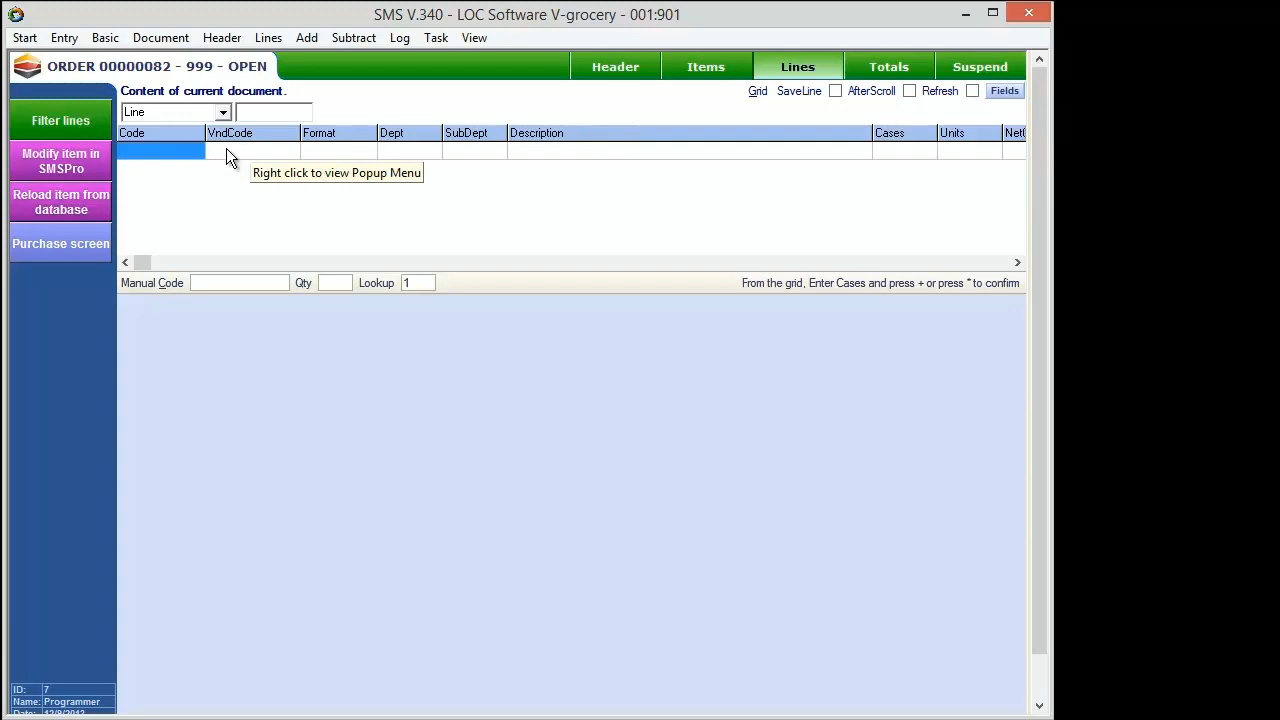 SMS V.340 - LOC Software V-grocery - 001:901
Start Entry Basic Document Header Lines Add Subtract Log Task View
ORDER 00000082 - 999 - OPEN
Header Items Lines Totals Suspend
Content of current document.
Grid SaveLine AfterScroll Refresh Fields
Line
Filter lines
Code VndCode Format Dept SubDept Description Cases Units Net
Modify item in
SMSPro
Right click to view Popup Menu
Reload item from
database
Purchase screen
Manual Code Qty Lookup 1 From the grid, Enter Cases and press + or press * to confirm
ID: 7
Name: Programmer